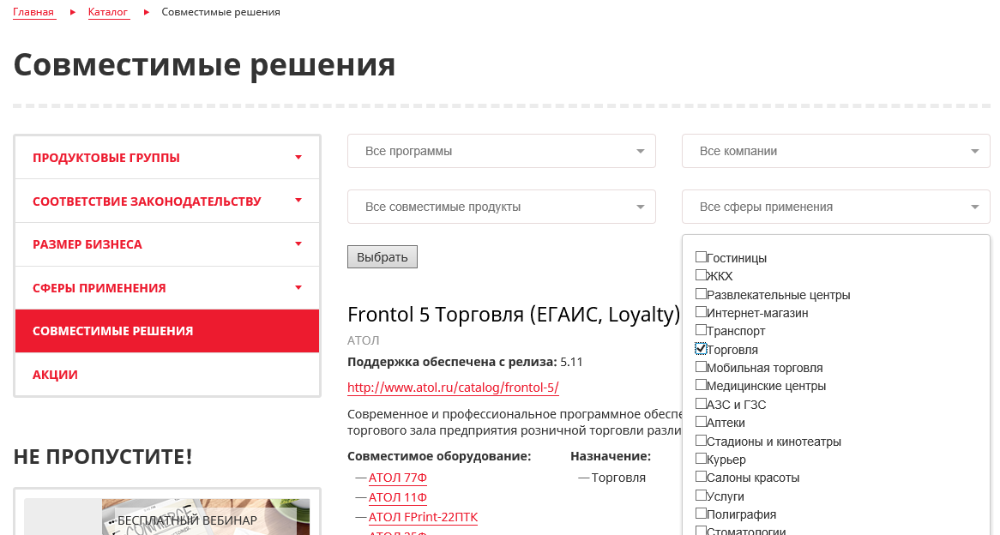 Главная Каталог Совместимые решения
Совместимые решения
ПРОДУКТОВЫЕ ГРУППЫ
СООТВЕТСТВИЕ ЗАКОНОДАТЕЛЬСТВУ
РАЗМЕР БИЗНЕСА
СФЕРЫ ПРИМЕНЕНИЯ
СОВМЕСТИМЫЕ РЕШЕНИЯ
АКЦИИ
НЕ ПРОПУСТИТЕ!
БЕСПЛАТНЫЙ ВЕБИНАР
Все программы
Все компании
Все совместимые продукты
Все сферы применения
Выбрать
Frontol 5 Торговля (ЕГАИС, Loyalty)
АТОЛ
Поддержка обеспечена с релиза: 5.11
http://www.atol.ru/catalog/frontol-5/
Современное и профессиональное программное обеспе
торгового зала предприятия розничной торговли разли
Совместимое оборудование:
— АТОЛ 77Ф
— АТОЛ 11Ф
— АТОЛ FPrint-22ПТК
Назначение:
— Торговля
Гостиницы
ЖКХ
Развлекательные центры
Интернет-магазин
Транспорт
Торговля
Мобильная торговля
Медицинские центры
АЗС и ГЗС
Аптеки
Стадионы и кинотеатры
Курьер
Салоны красоты
Услуги
Полиграфия
Стоматологии